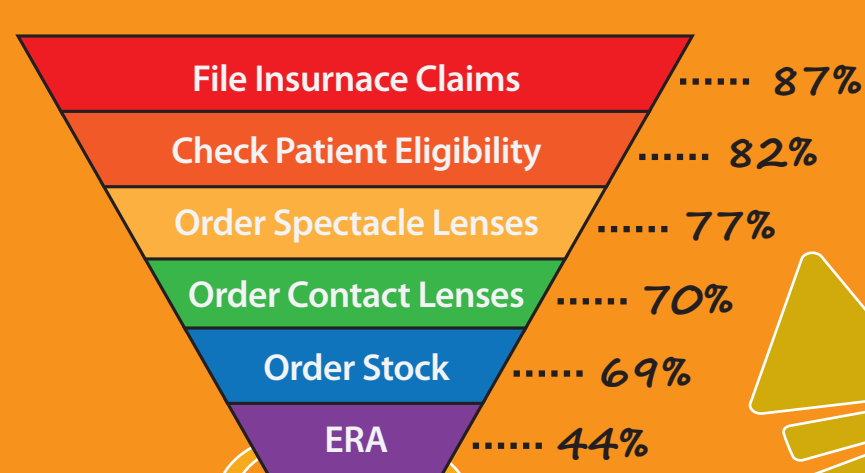 File Insurnace Claims ...... 87%
Check Patient Eligibility ...... 82%
Order Spectacle Lenses ...... 77%
Order Contact Lenses ...... 70%
Order Stock ...... 69%
ERA ...... 44%